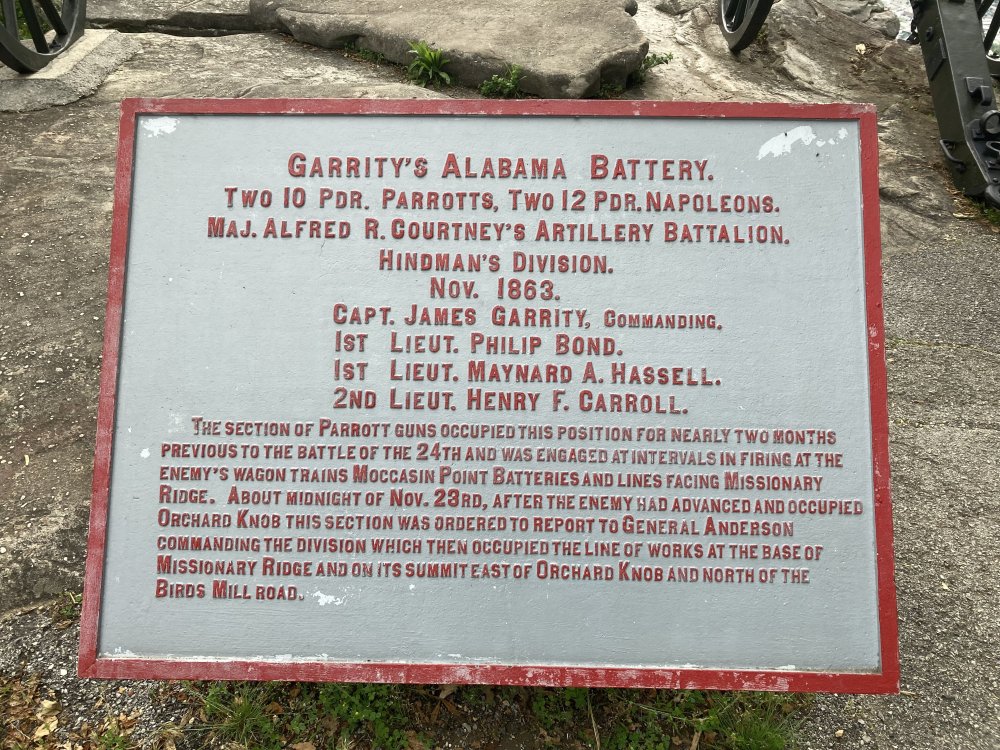 GARRITY'S ALABAMA BATTERY.
TWO 10 PDR. PARROTTS, TWO 12 PDR. NAPOLEONS.
MAJ. ALFRED R. COURTNEY'S ARTILLERY BATTALION.
HINDMAN'S DIVISION.
NOV. 1863.
CAPT. JAMES GARRITY, COMMANDING.
1ST LIEUT. PHILIP BOND.
1ST LIEUT. MAYNARD A. HASSELL.
2ND LIEUT. HENRY F. CARROLL.
THE SECTION OF PARROTT GUNS OCCUPIED THIS POSITION FOR NEARLY TWO MONTHS
PREVIOUS TO THE BATTLE OF THE 24TH AND WAS ENGAGED AT INTERVALS IN FIRING AT THE
ENEMY'S WAGON TRAINS MOCCASIN POINT BATTERIES AND LINES FACING MISSIONARY
RIDGE. ABOUT MIDNIGHT OF NOV. 23RD, AFTER THE ENEMY HAD ADVANCED AND OCCUPIED
ORCHARD KNOB THIS SECTION WAS ORDERED TO REPORT TO GENERAL ANDERSON
COMMANDING THE DIVISION WHICH THEN OCCUPIED THE LINE OF WORKS AT THE BASE OF
MISSIONARY RIDGE AND ON ITS SUMMIT EAST OF ORCHARD KNOB AND NORTH OF THE
BIRDS MILL ROAD.